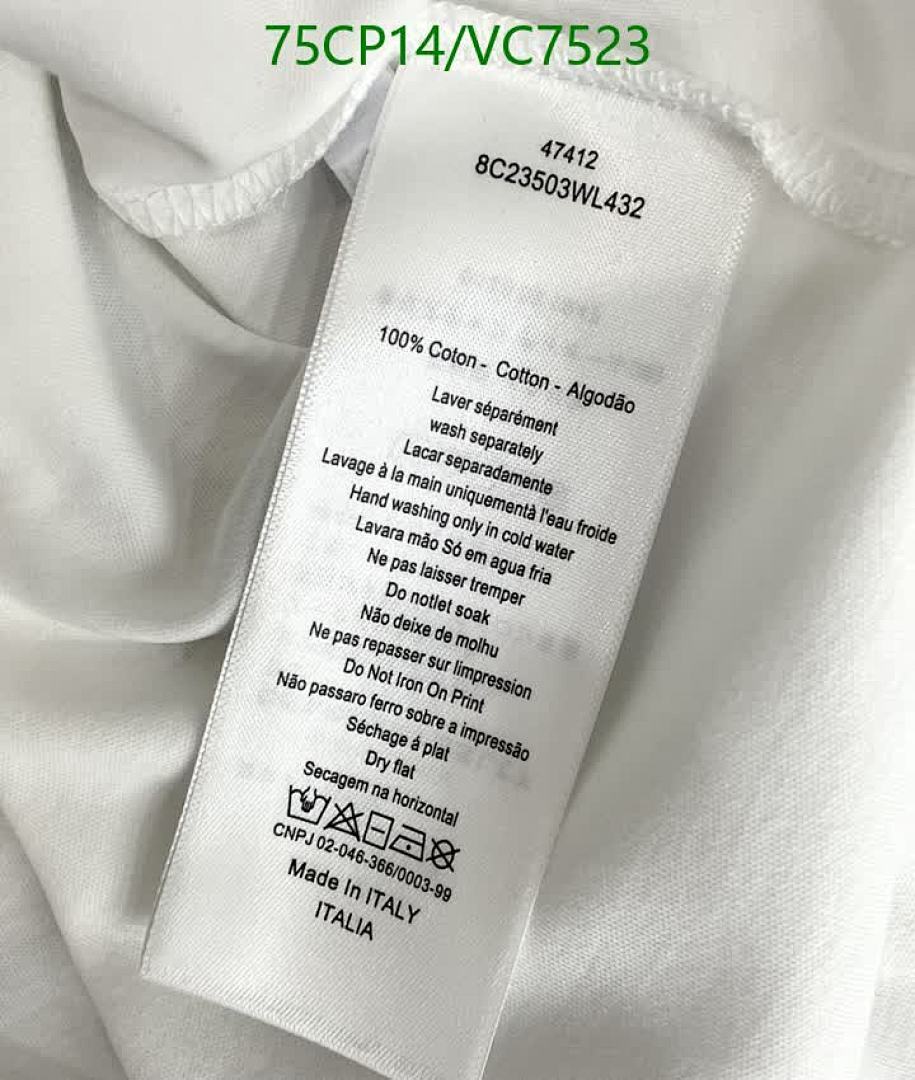 75CP14/VC7523
47412
8C23503WL432
100% Coton - Cotton - Algodão
Laver séparément
wash separately
Lacar separadamente
Lavage à la main uniquementà l'eau froide
Hand washing only in cold water
Lavara mão Só em agua fria
Ne pas laisser tremper
Do notlet soak
Não deixe de molhu
Ne pas repasser sur limpression
Do Not Iron On Print
Não passaro ferro sobre a impressão
Séchage á plat
Dry flat
Secagem na horizontal
CNPJ 02-046-366/0003-99
Made In ITALY
ITALIA